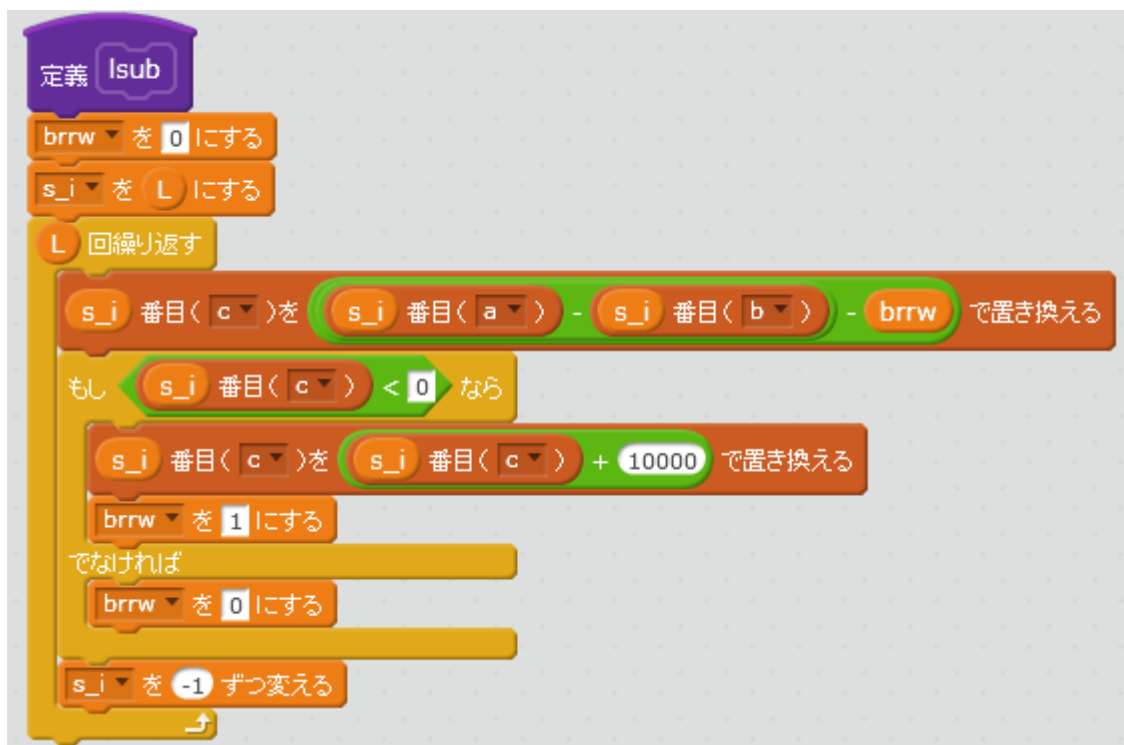 定義 lsub
brrw を 0 にする
s_i を L にする
L 回繰り返す
s_i 番目( c )を s_i 番目( a ) - s_i 番目( b ) - brrw で置き換える
もし s_i 番目( c ) < 0 なら
s_i 番目( c )を s_i 番目( c ) + 10000 で置き換える
brrw を 1 にする
でなければ
brrw を 0 にする
s_i を -1 ずつ変える